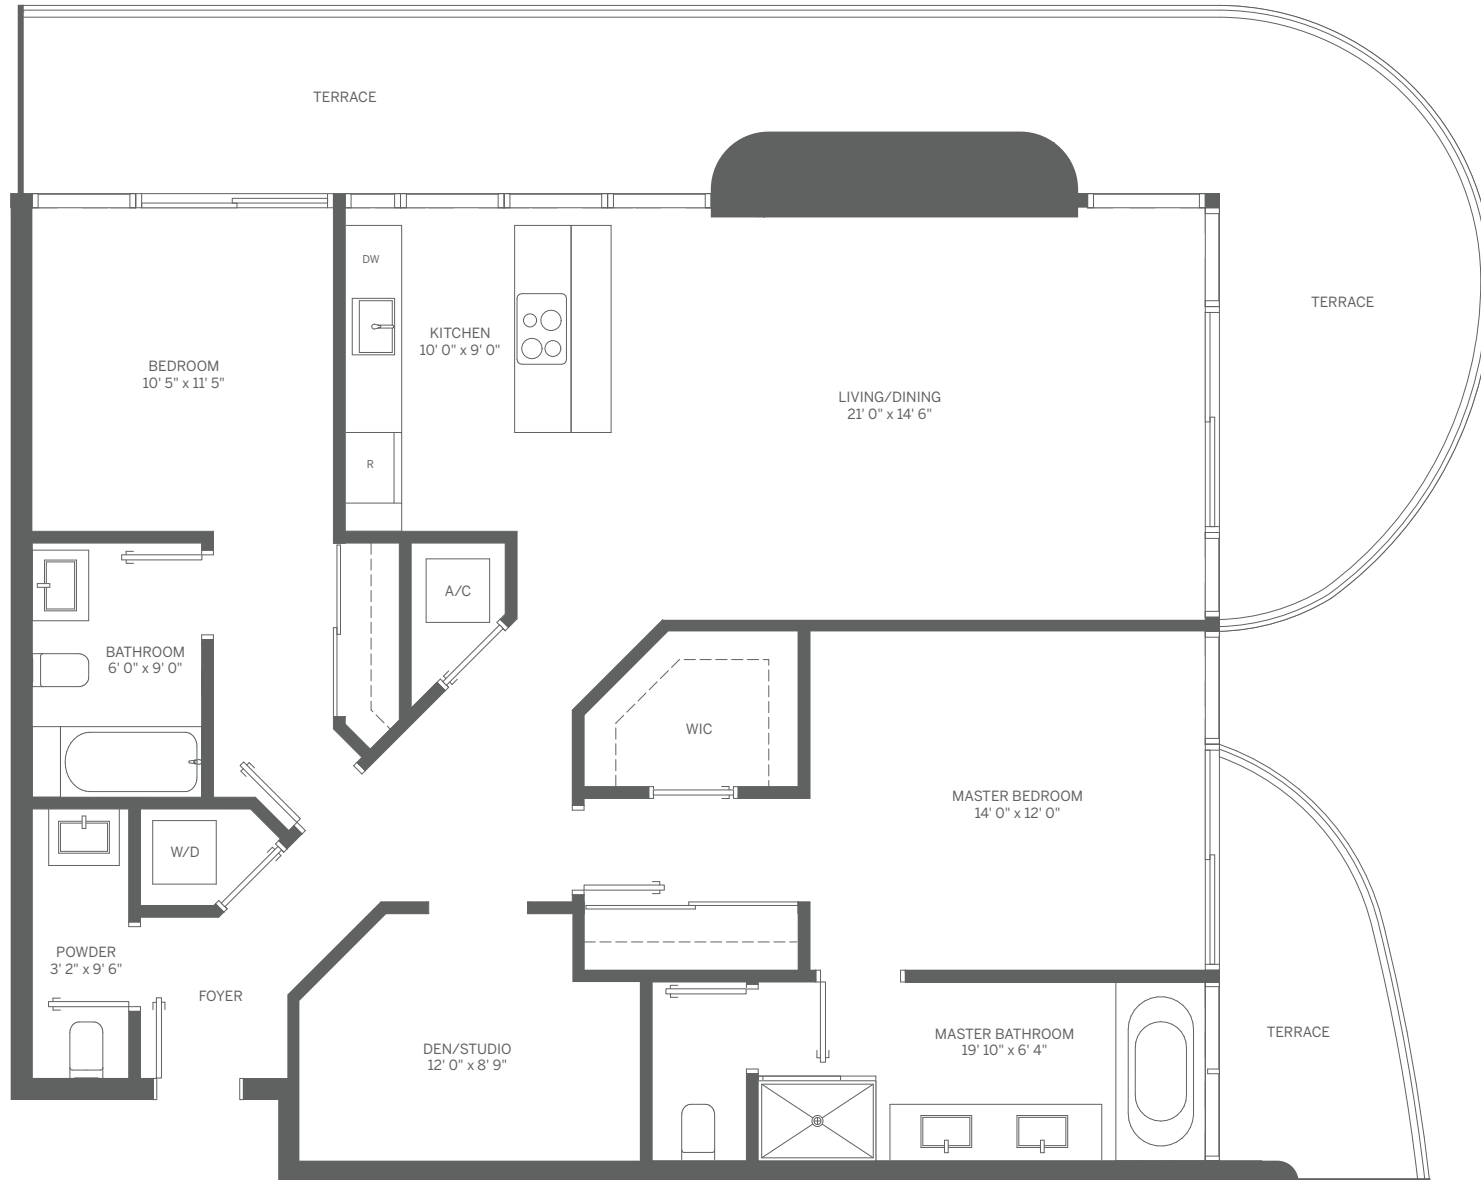 TERRACE
DW
TERRACE
KITCHEN
10' 0" x 9' 0"
BEDROOM
10' 5" x 11' 5"
LIVING/DINING
21' 0" x 14' 6"
R
A/C
BATHROOM
6' 0" x 9' 0"
WIC
MASTER BEDROOM
14' 0" x 12' 0"
W/D
POWDER
3' 2" x 9' 6"
FOYER
DEN/STUDIO
12' 0" x 8' 9"
MASTER BATHROOM
19' 10" x 6' 4"
TERRACE